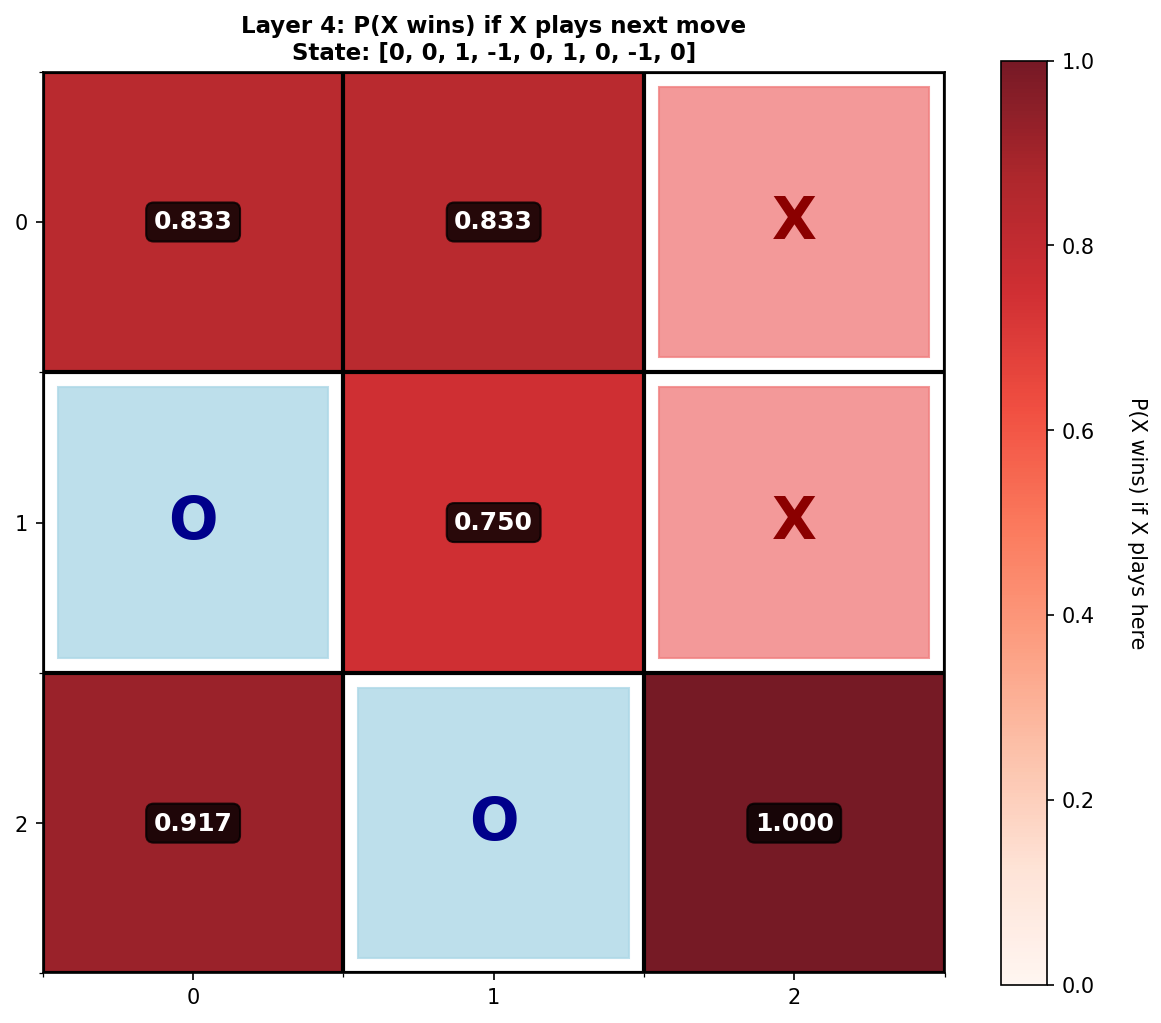 Layer 4: P(X wins) if X plays next move
State: [0, 0, 1, -1, 0, 1, 0, -1, 0]
0
0.833
0.833
X
1
O
0.750
X
2
0.917
O
1.000
0
1
2
1.0
0.8
0.6
0.4
0.2
0.0
P(X wins) if X plays here